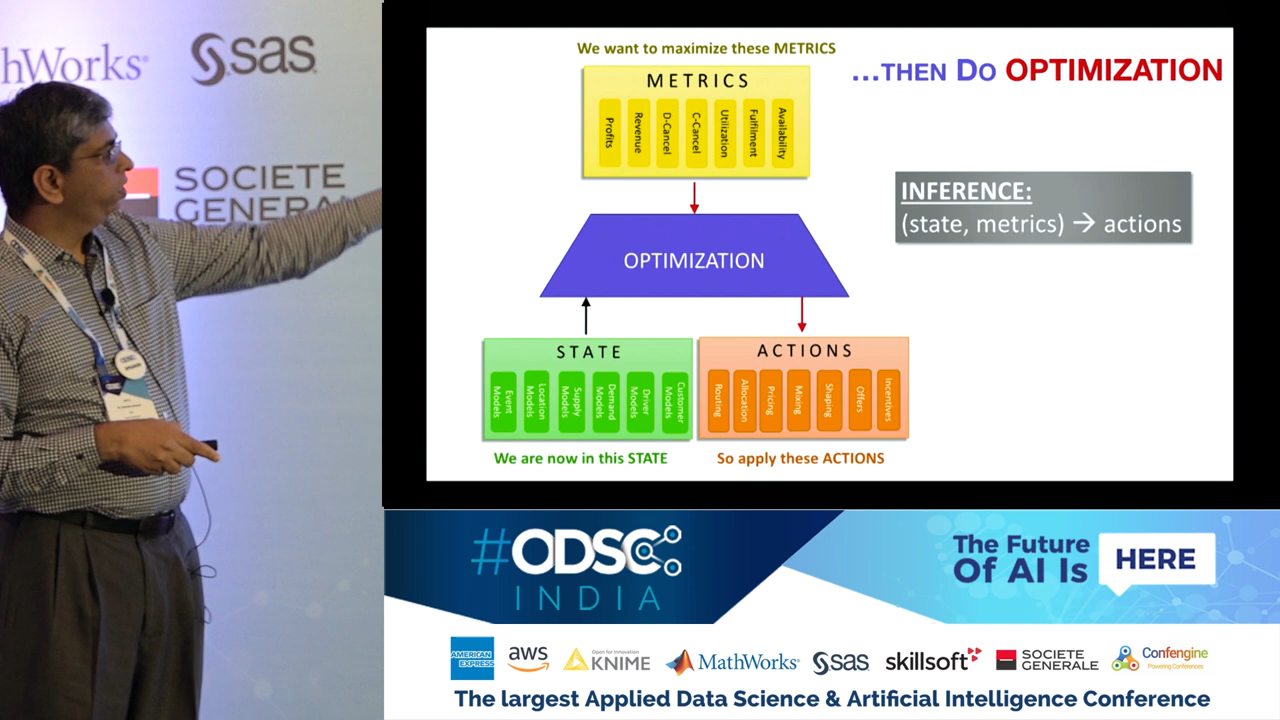 thWorks®
sas
SOCIETE
GENERA
ODSC
SPEAKER
We want to maximize these METRICS
...THEN DO OPTIMIZATION
METRICS
Profits
Revenue
D-Cancel
C-Cancel
Utilization
Fulfilment
Availability
INFERENCE:
(state, metrics) → actions
OPTIMIZATION
STATE
Event Models
Location Models
Supply Models
Demand Models
Driver Models
Customer Models
ACTIONS
Routing
Allocation
Pricing
Mixing
Shaping
Offers
Incentives
We are now in this STATE
So apply these ACTIONS
#ODSC
INDIA
The Future
Of AI Is
HERE
AMERICAN
EXPRESS
aws
Open for Innovation
KNIME
MathWorks®
sas
skillsoft
SOCIETE
GENERALE
Confengine
Powering Conferences
The largest Applied Data Science & Artificial Intelligence Conference